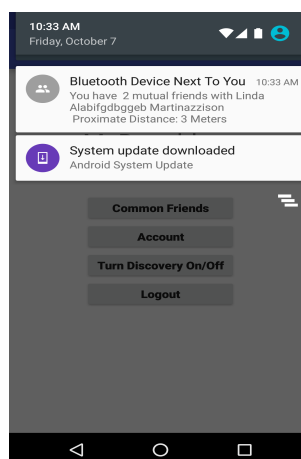 10:33 AM
Friday, October 7
Bluetooth Device Next To You 10:33 AM
You have 2 mutual friends with Linda
Alabifgdbggeb Martinazzison
Proximate Distance: 3 Meters
System update downloaded
Android System Update
Common Friends
Account
Turn Discovery On/Off
Logout